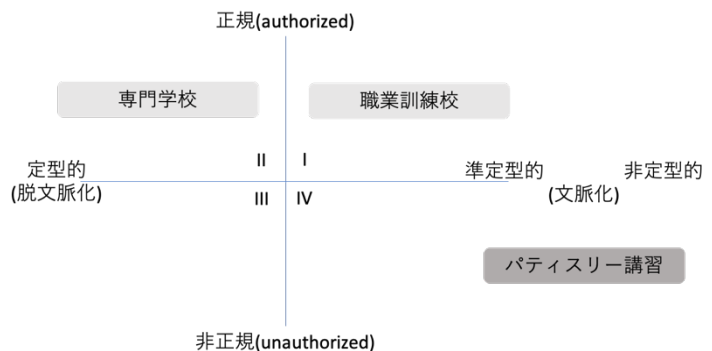 正規(authorized)
専門学校
職業訓練校
定型的
(脱文脈化)
II
I
準定型的
非定型的
(文脈化)
III
IV
パティスリー講習
非正規(unauthorized)